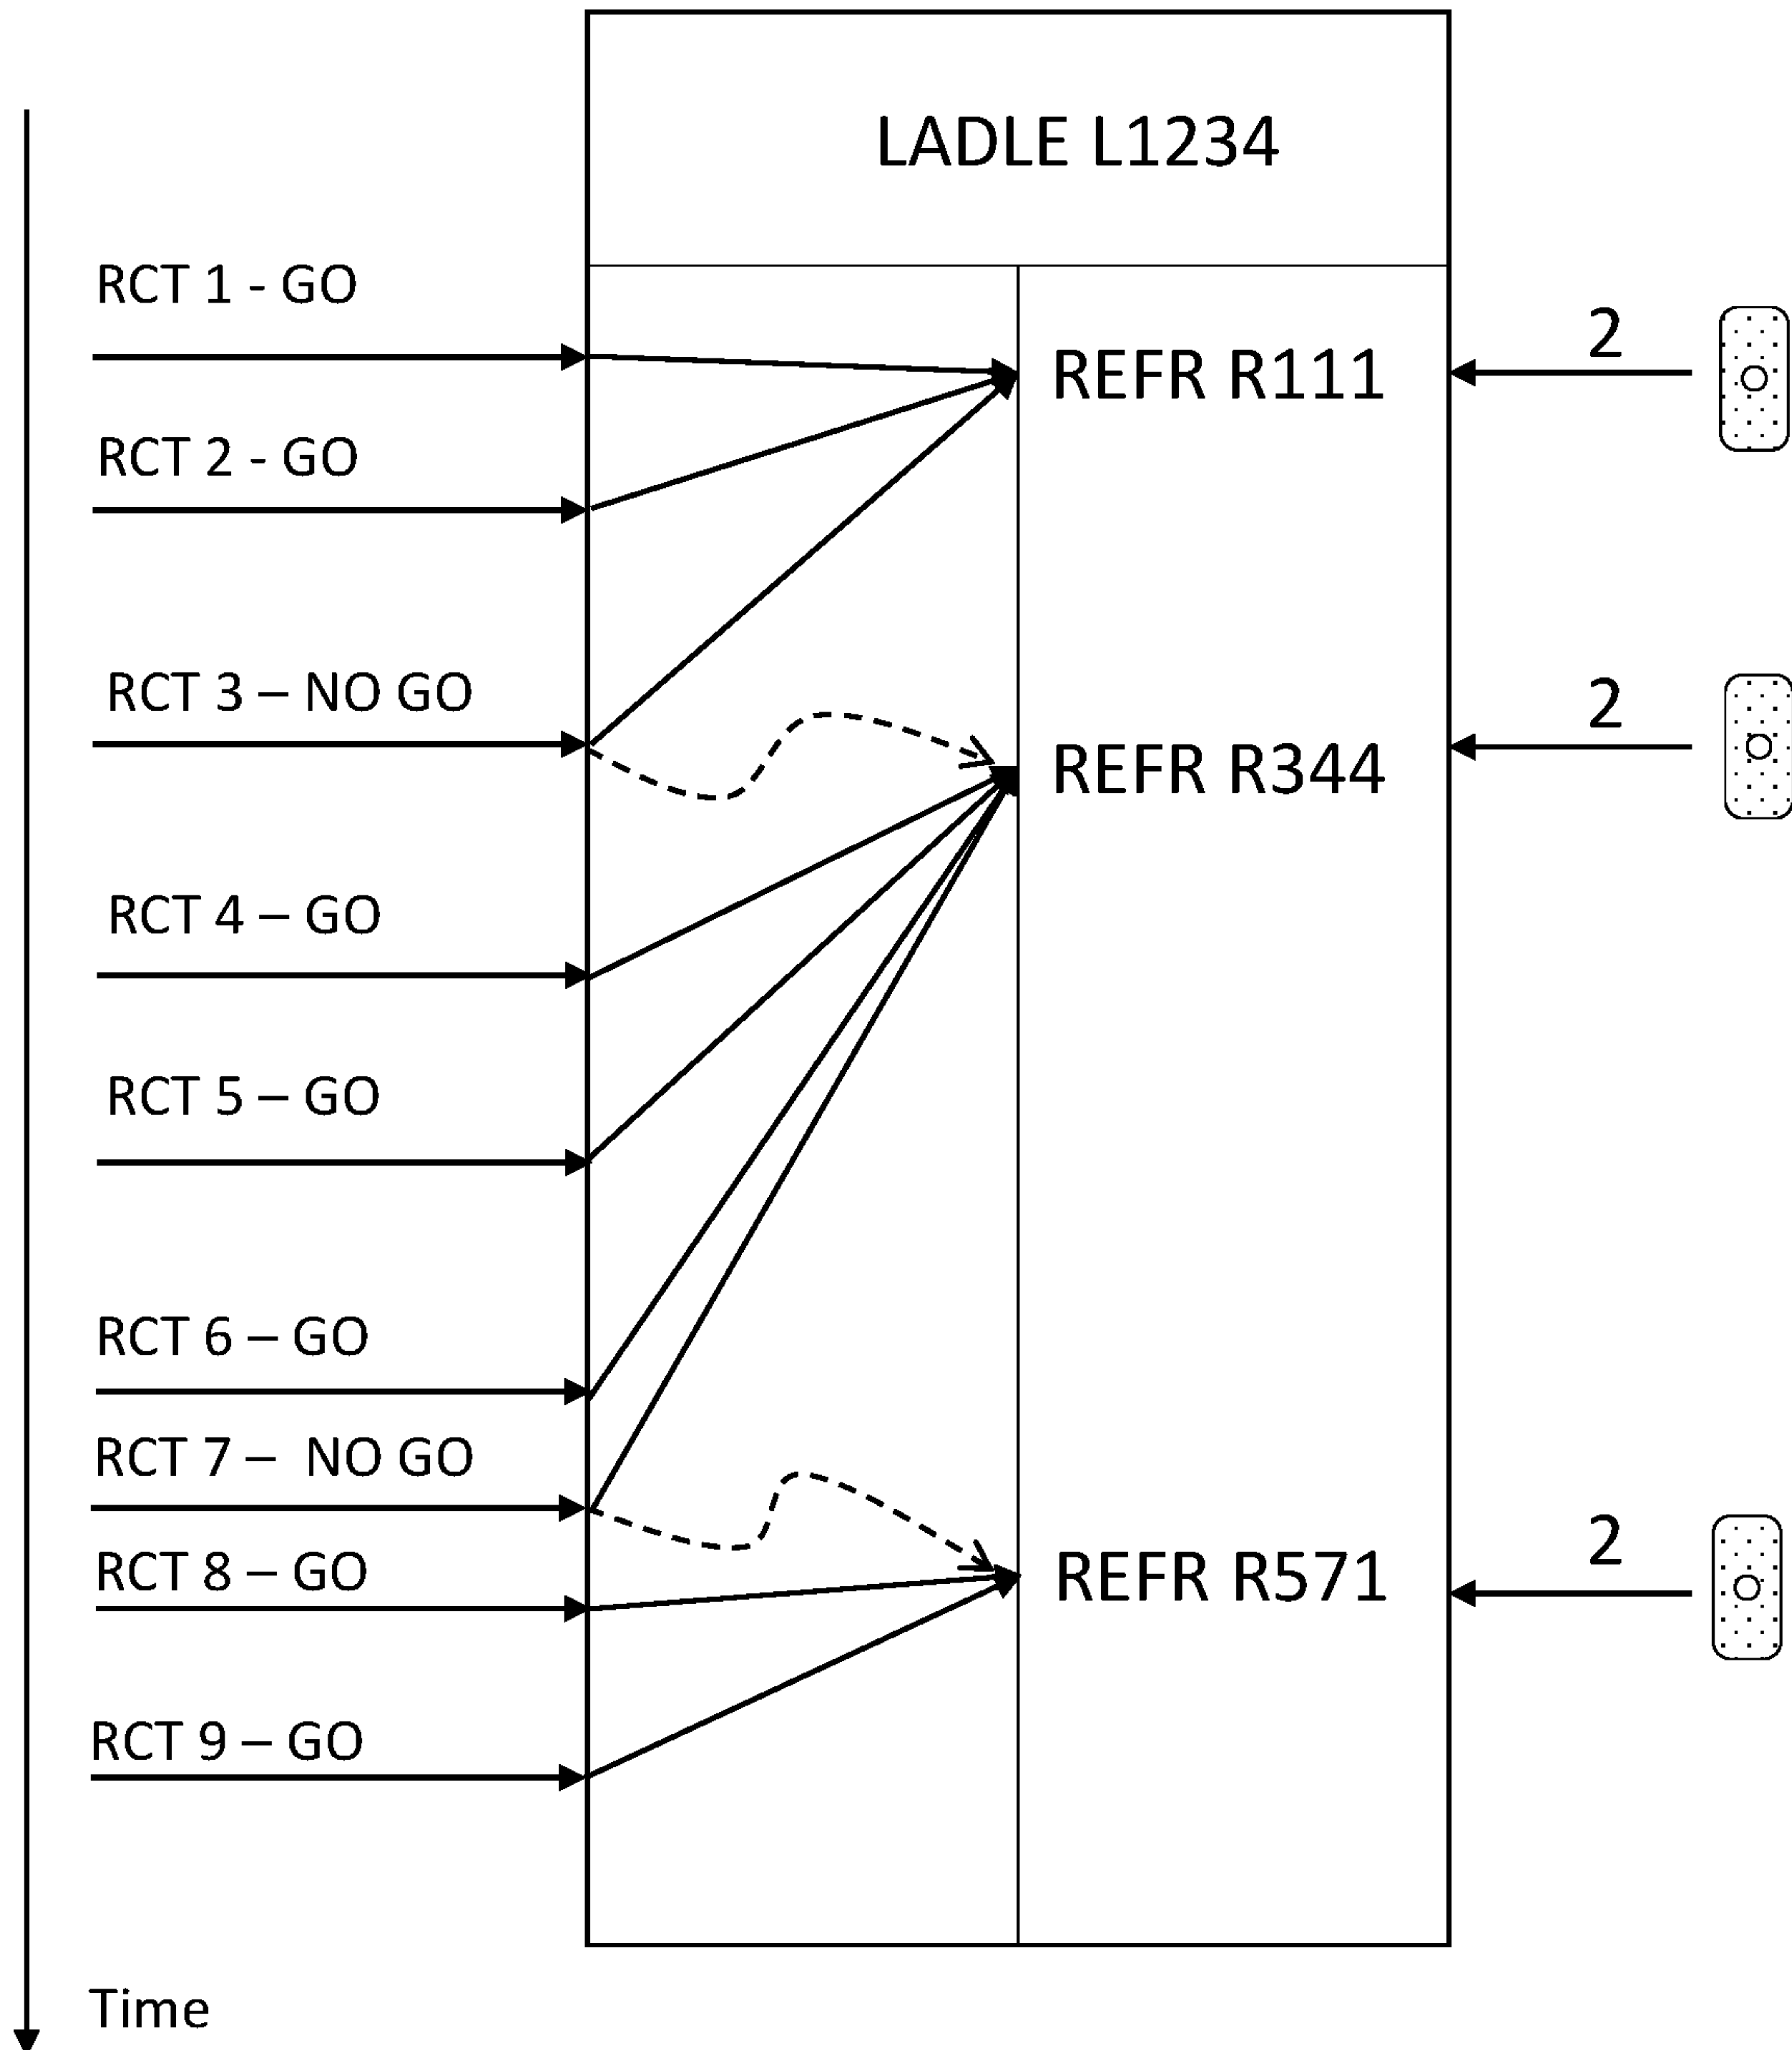 LADLE L1234
RCT 1 - GO
REFR R111
2
RCT 2 - GO
RCT 3 – NO GO
REFR R344
2
RCT 4 – GO
RCT 5 – GO
RCT 6 – GO
RCT 7 – NO GO
RCT 8 – GO
REFR R571
2
RCT 9 – GO
Time